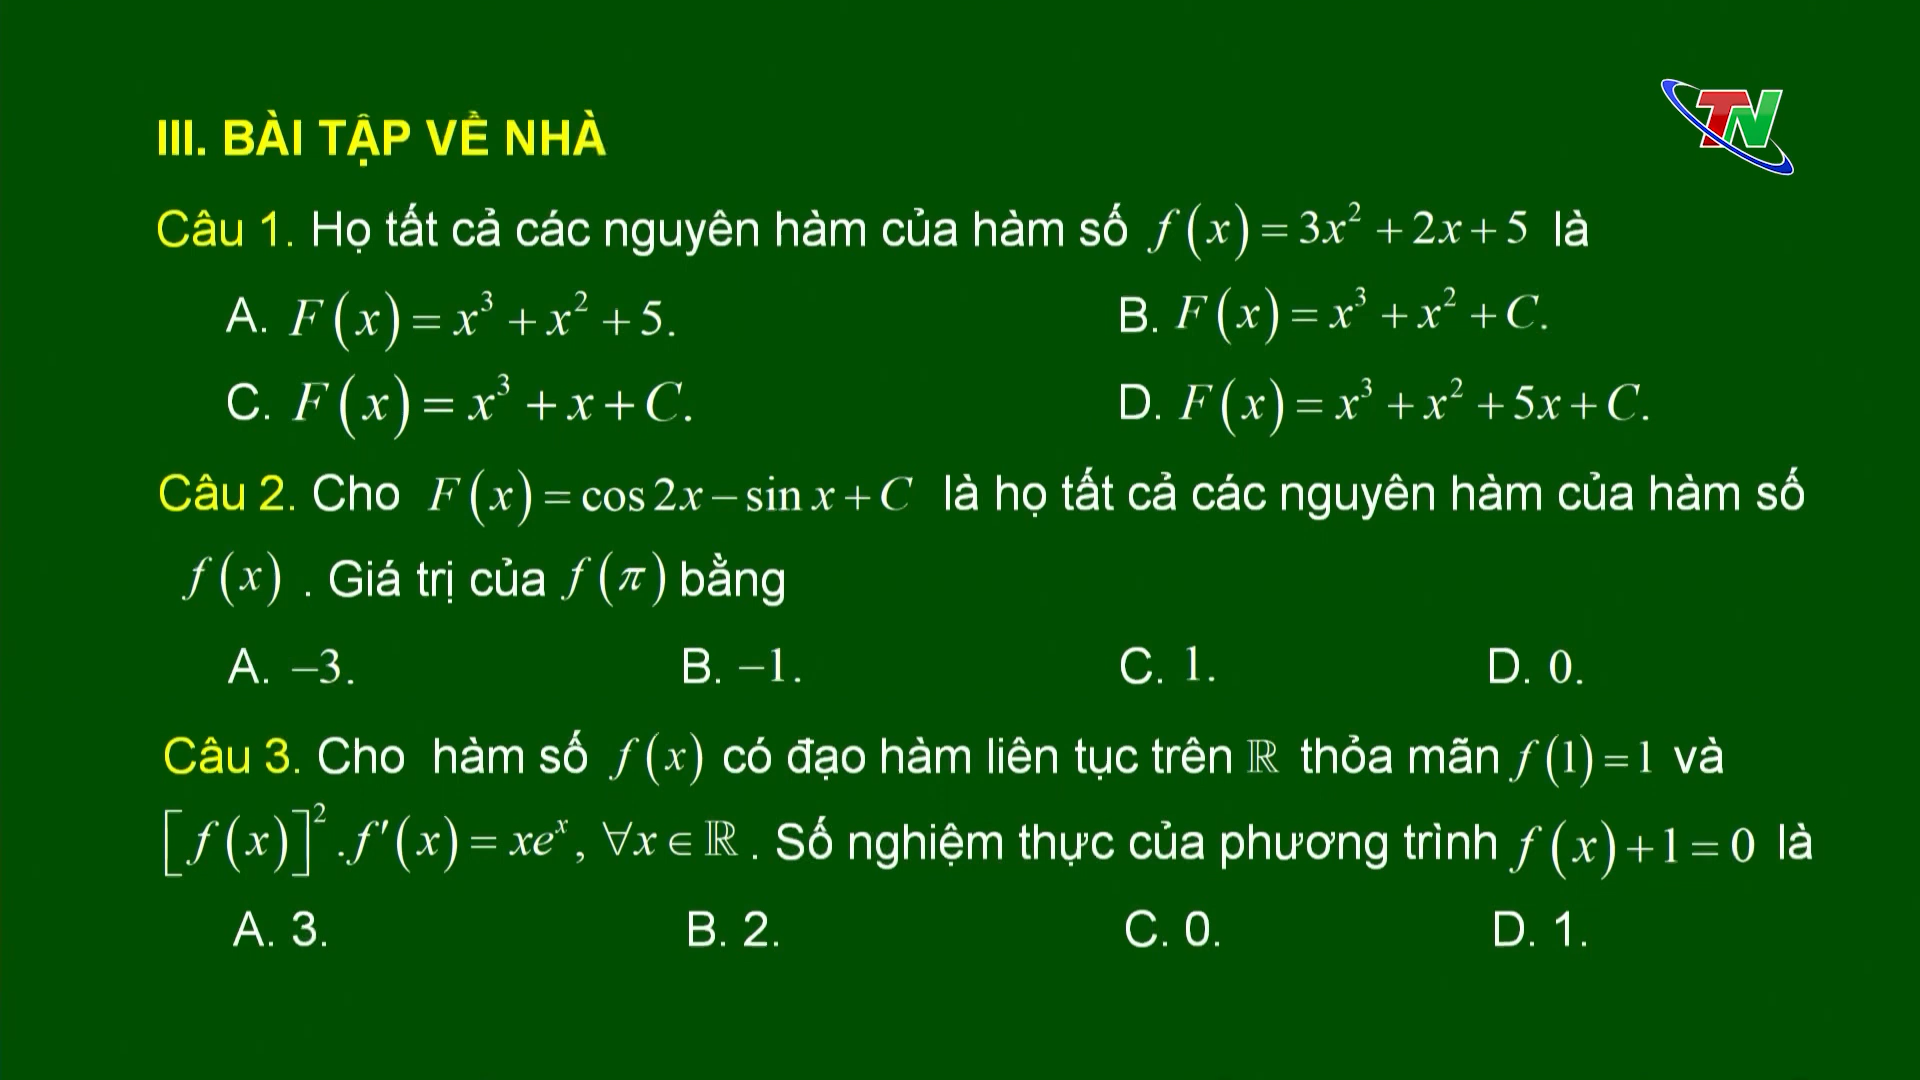 TN
III. BÀI TẬP VỀ NHÀ
Câu 1. Họ tất cả các nguyên hàm của hàm số f(x) = 3x² + 2x + 5 là
A. F(x) = x³ + x² + 5. B. F(x) = x³ + x² + C.
C. F(x) = x³ + x + C. D. F(x) = x³ + x² + 5x + C.
Câu 2. Cho F(x) = cos 2x − sin x + C là họ tất cả các nguyên hàm của hàm số
f(x) . Giá trị của f(π) bằng
A. −3. B. −1. C. 1. D. 0.
Câu 3. Cho hàm số f(x) có đạo hàm liên tục trên ℝ thỏa mãn f(1) = 1 và
[f(x)]².f′(x) = xeˣ, ∀x ∈ ℝ . Số nghiệm thực của phương trình f(x) + 1 = 0 là
A. 3. B. 2. C. 0. D. 1.